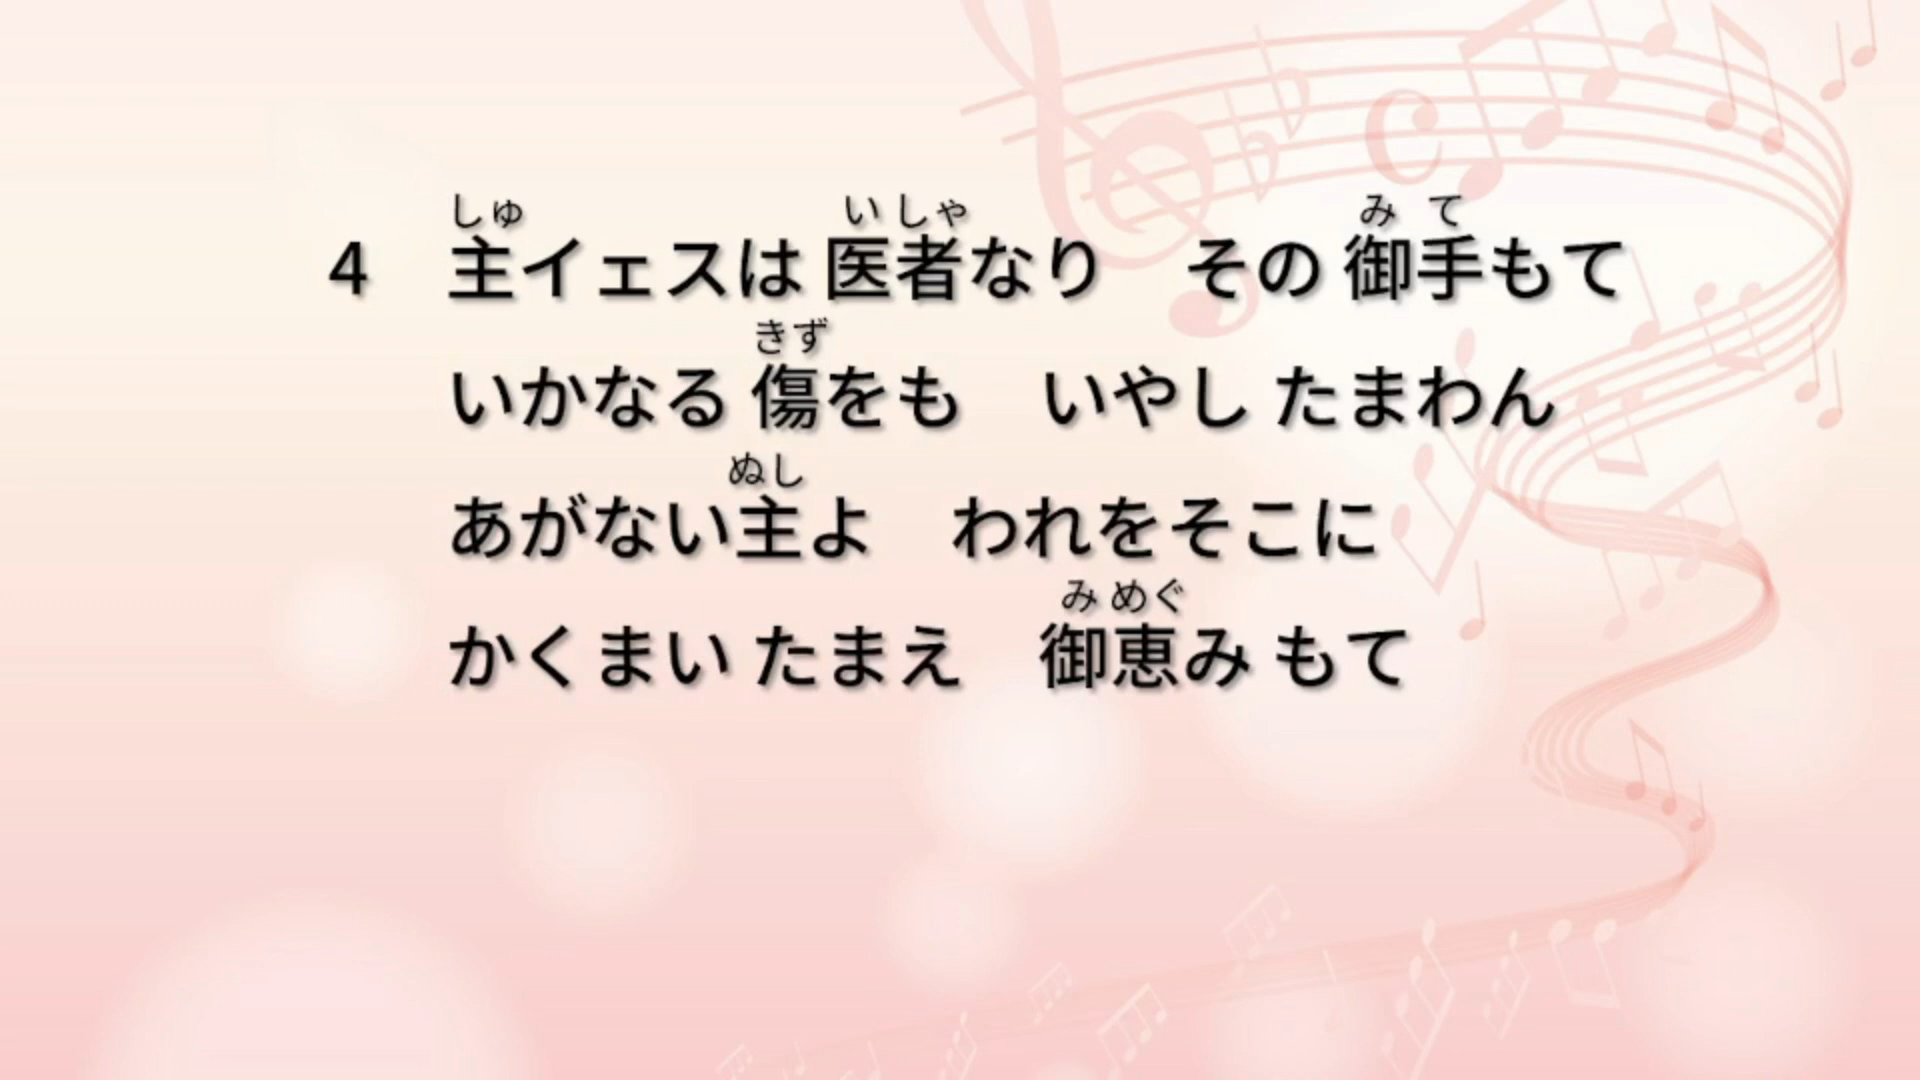 しゅ いしゃ み て
4 主イェスは 医者なり その 御手もて
きず
いかなる 傷をも いやし たまわん
ぬし
あがない主よ われをそこに
み めぐ
かくまい たまえ 御恵み もて